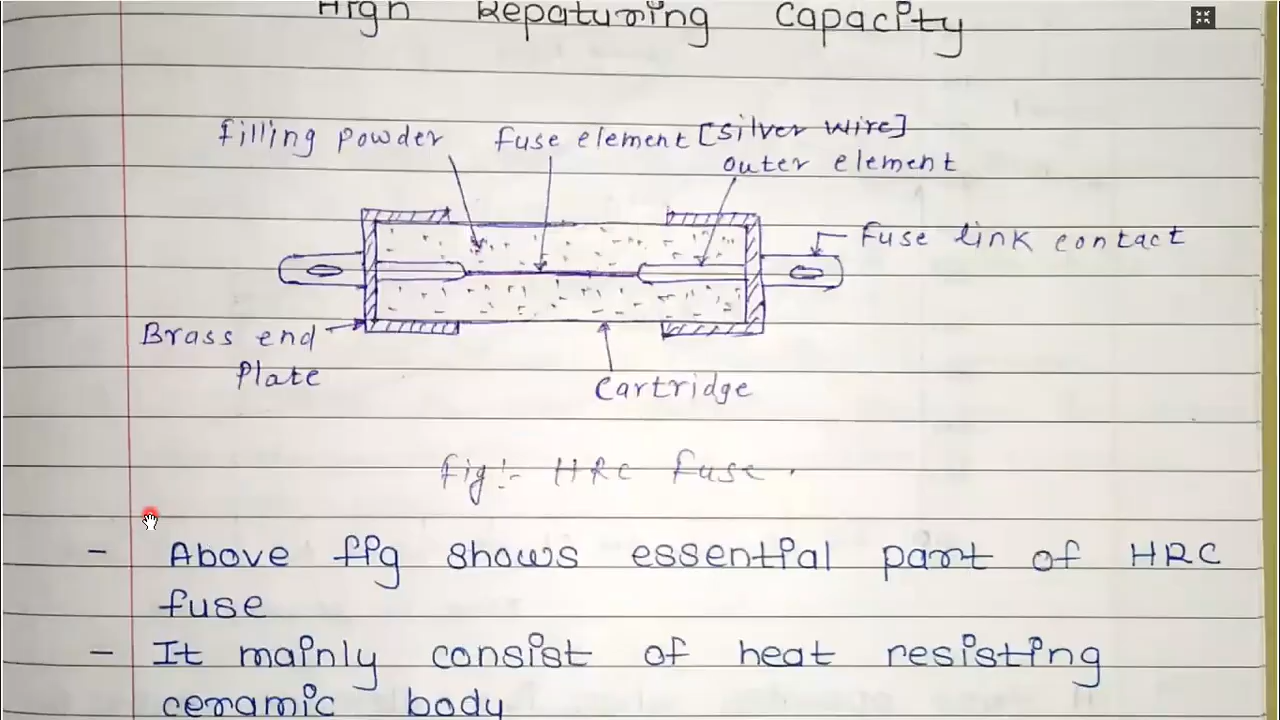 High Repaturing Capacity
filling powder fuse element [silver wire]
outer element
Fuse link contact
Brass end
Plate
Cartridge
fig:- HRC fuse.
- Above fig shows essential part of HRC
fuse
- It mainly consist of heat resisting
ceramic body